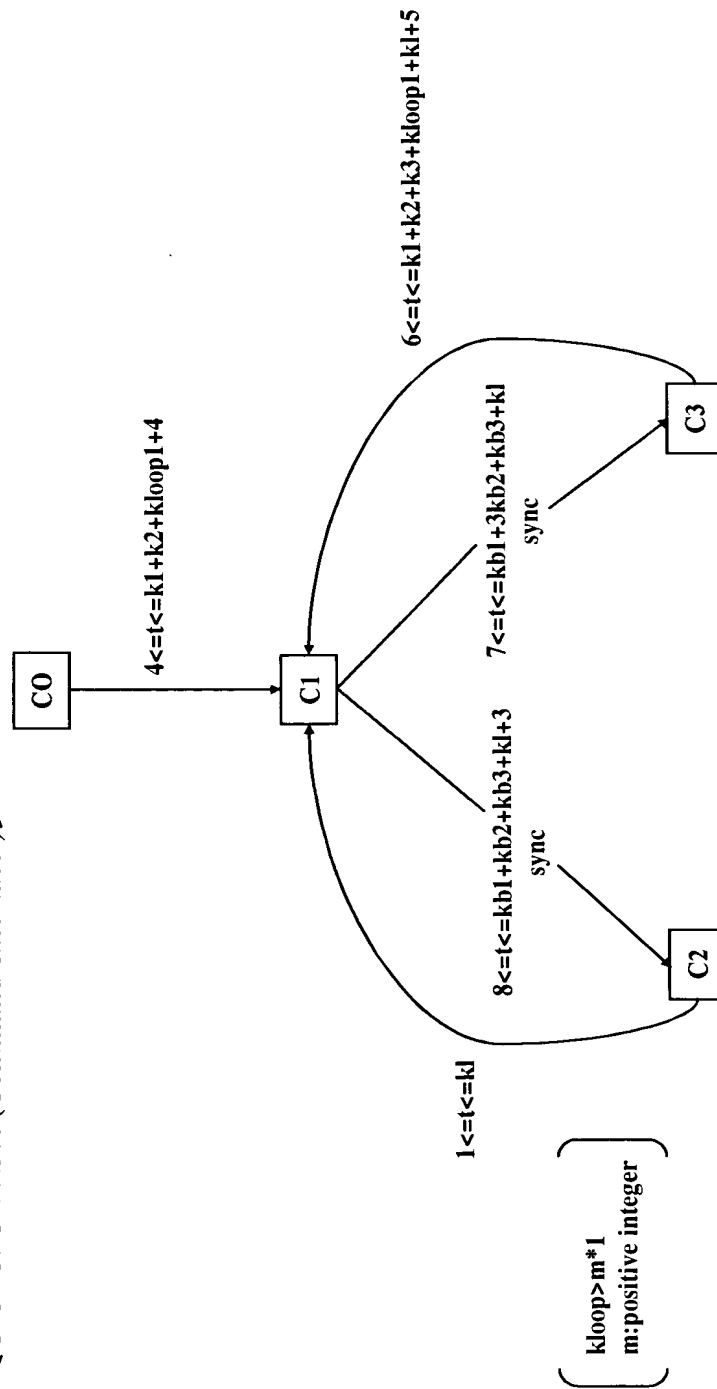 C0
4<=t<=k1+k2+kloop1+4
C1
1<=t<=kl
8<=t<=kb1+kb2+kb3+kl+3
sync
7<=t<=kb1+3kb2+kb3+kl
sync
6<=t<=k1+k2+k3+kloop1+kl+5
C2
C3
kloop>m*1
m:positive integer